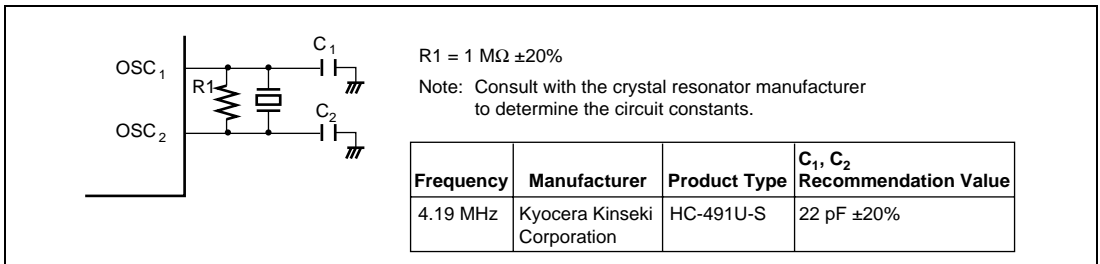 OSC1
R1
OSC2
C1
C2
R1 = 1 MΩ ±20%
Note: Consult with the crystal resonator manufacturer
to determine the circuit constants.
Frequency Manufacturer Product Type C1, C2 Recommendation Value
4.19 MHz Kyocera Kinseki Corporation HC-491U-S 22 pF ±20%